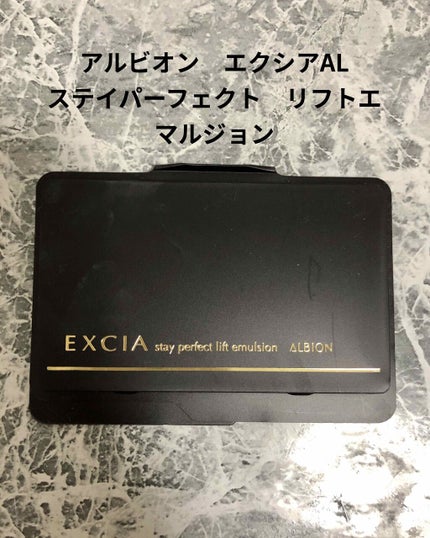 アルビオン　エクシアAL
ステイパーフェクト　リフトエ
マルジョン
EXCIA stay perfect lift emulsion ALBION